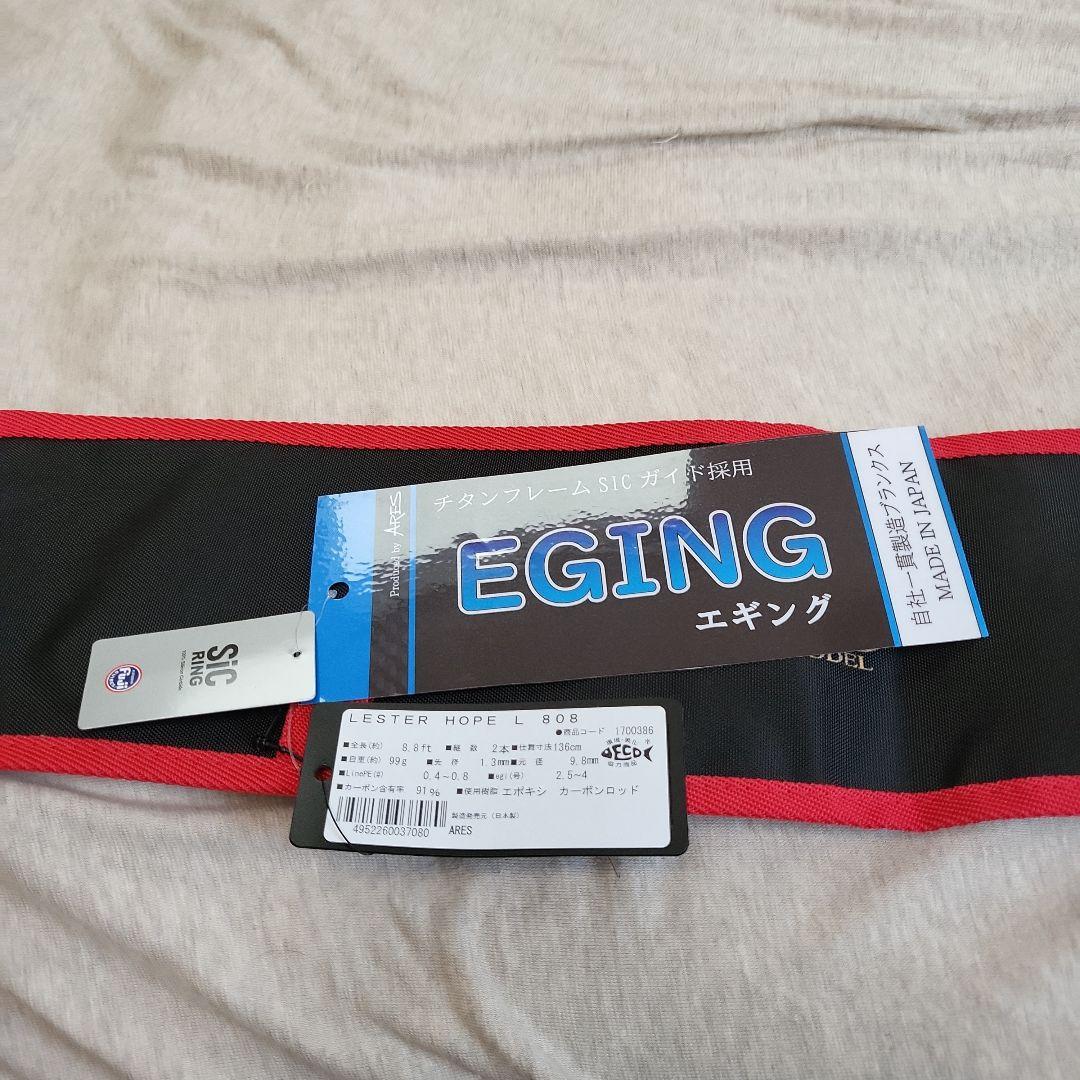 チタンフレームSICガイド採用
Produced by ARES
EGING
エギング
自社一貫製造ブランクス
MADE IN JAPAN
SiC
RING
Fuji
ODEL
LESTER HOPE L 808
●商品コード 1700386
■全長(約) 8.8ft ■継数 2本 ■仕舞寸法 136cm
■自重(約) 99g ■先径 1.3mm ■元径 9.8mm
■LinePE(#) 0.4~0.8 ■egi(号) 2.5~4
■カーボン含有率 91% ■使用樹脂 エポキシ カーボンロッド
ECO
製造発売元(日本製)
4952260037080 ARES